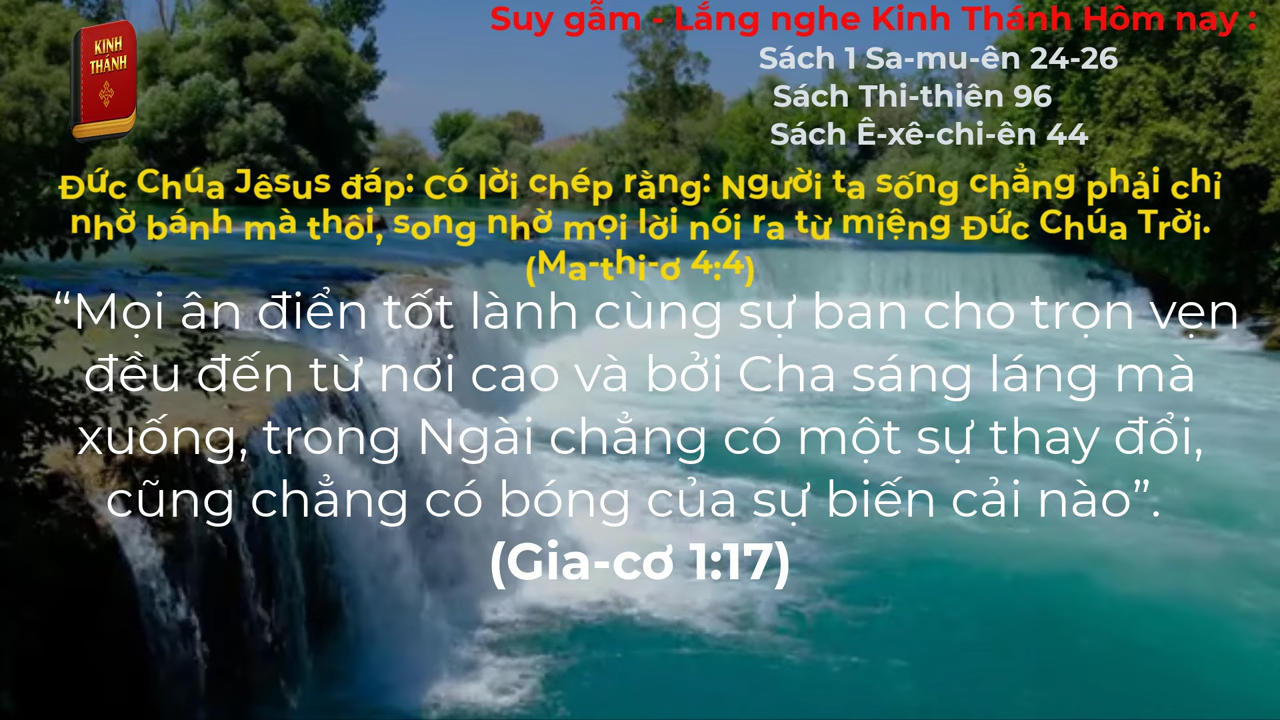 KINH
THÁNH
Suy gẫm - Lắng nghe Kinh Thánh Hôm nay :
Sách 1 Sa-mu-ên 24-26
Sách Thi-thiên 96
Sách Ê-xê-chi-ên 44
Đức Chúa Jêsus đáp: Có lời chép rằng: Người ta sống chẳng phải chỉ
nhờ bánh mà thôi, song nhờ mọi lời nói ra từ miệng Đức Chúa Trời.
(Ma-thi-ơ 4:4)
“Mọi ân điển tốt lành cùng sự ban cho trọn vẹn
đều đến từ nơi cao và bởi Cha sáng láng mà
xuống, trong Ngài chẳng có một sự thay đổi,
cũng chẳng có bóng của sự biến cải nào”.
(Gia-cơ 1:17)